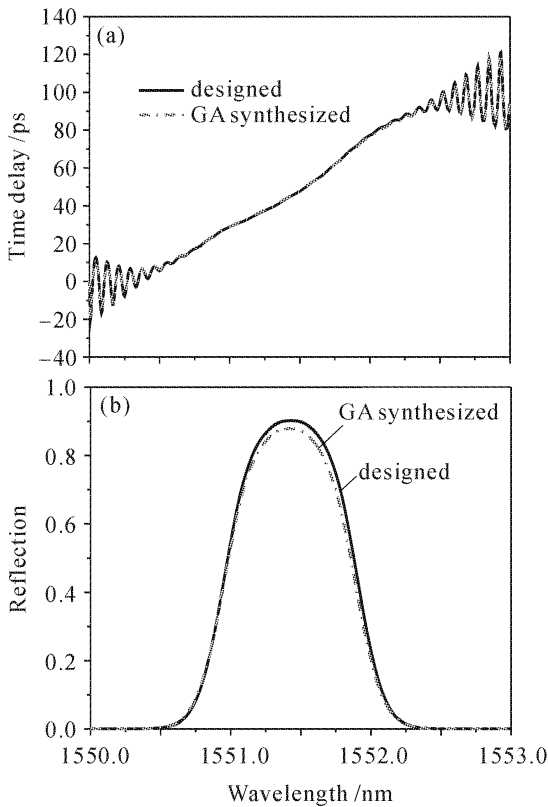 (a)
designed
GA synthesized
Time delay /ps
140
120
100
80
60
40
20
0
−20
−40
(b)
GA synthesized
designed
Reflection
1.0
0.8
0.6
0.4
0.2
0.0
1550.0 1551.0 1552.0 1553.0
Wavelength /nm